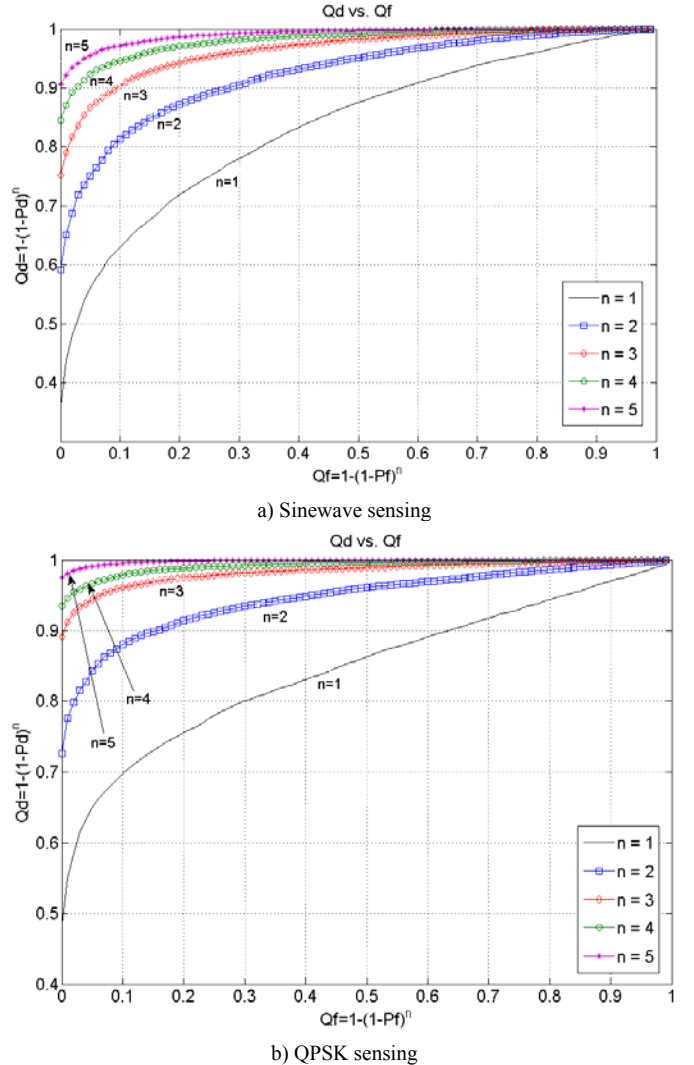 Qd vs. Qf
1
0.9
0.8
0.7
0.6
0.5
0.4
Qd=1-(1-Pd)^n
n=5
n=4
n=3
n=2
n=1
n = 1
n = 2
n = 3
n = 4
n = 5
0 0.1 0.2 0.3 0.4 0.5 0.6 0.7 0.8 0.9 1
Qf=1-(1-Pf)^n
a) Sinewave sensing
Qd vs. Qf
1
0.9
0.8
0.7
0.6
0.5
0.4
Qd=1-(1-Pd)^n
n=3
n=2
n=4
n=1
n=5
n = 1
n = 2
n = 3
n = 4
n = 5
0 0.1 0.2 0.3 0.4 0.5 0.6 0.7 0.8 0.9 1
Qf=1-(1-Pf)^n
b) QPSK sensing